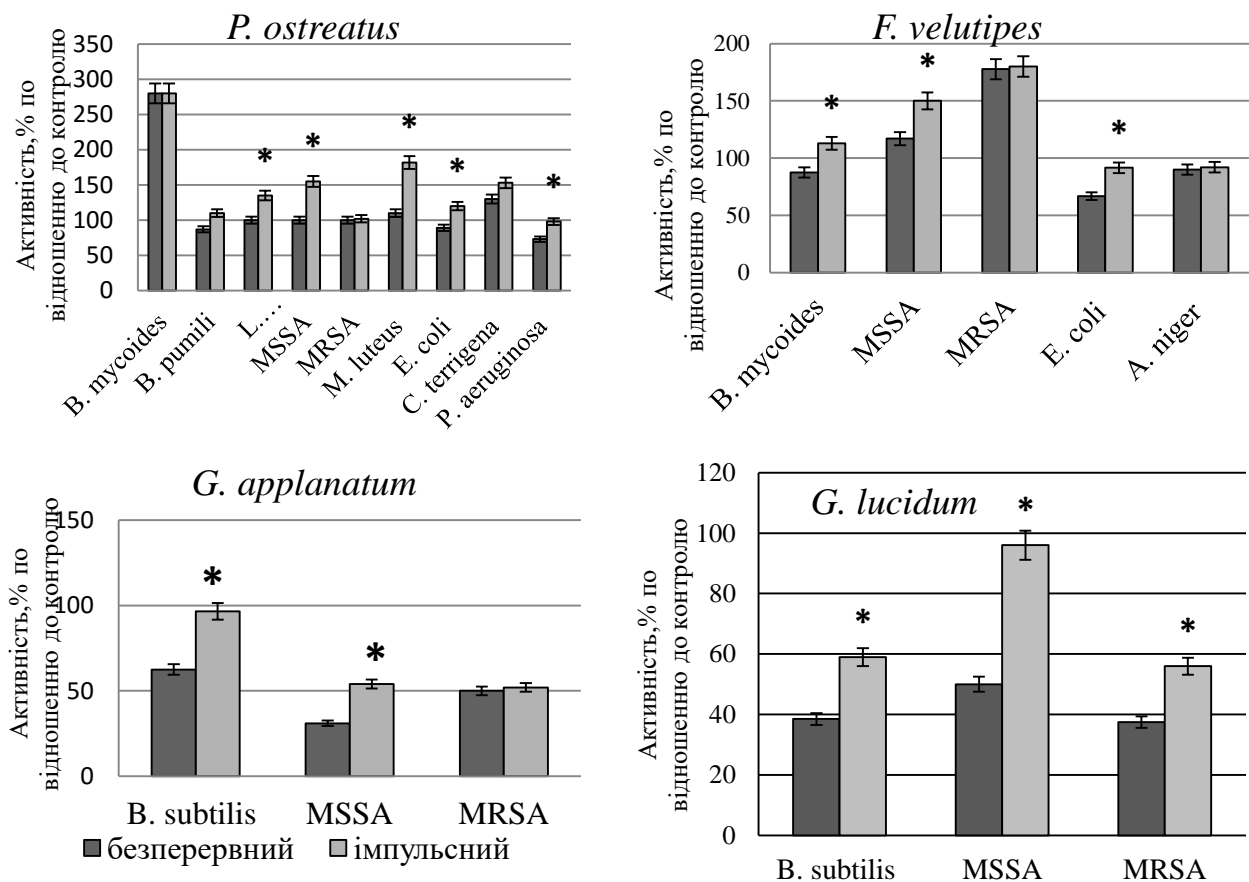 P. ostreatus
Активність,% по
відношенню до контролю
350
300
250
200
150
100
50
0
*
*
*
*
*
B. mycoides
B. pumili
L.…
MSSA
MRSA
M. luteus
E. coli
C. terrigena
P. aeruginosa
F. velutipes
Активність,% по
відношенню до контролю
200
150
100
50
0
*
*
*
B. mycoides
MSSA
MRSA
E. coli
A. niger
G. applanatum
Активність,% по
відношенню до контролю
150
100
50
0
*
*
B. subtilis
MSSA
MRSA
безперервний
імпульсний
G. lucidum
Активність,% по
відношенню до контролю
120
100
80
60
40
20
0
*
*
*
B. subtilis
MSSA
MRSA